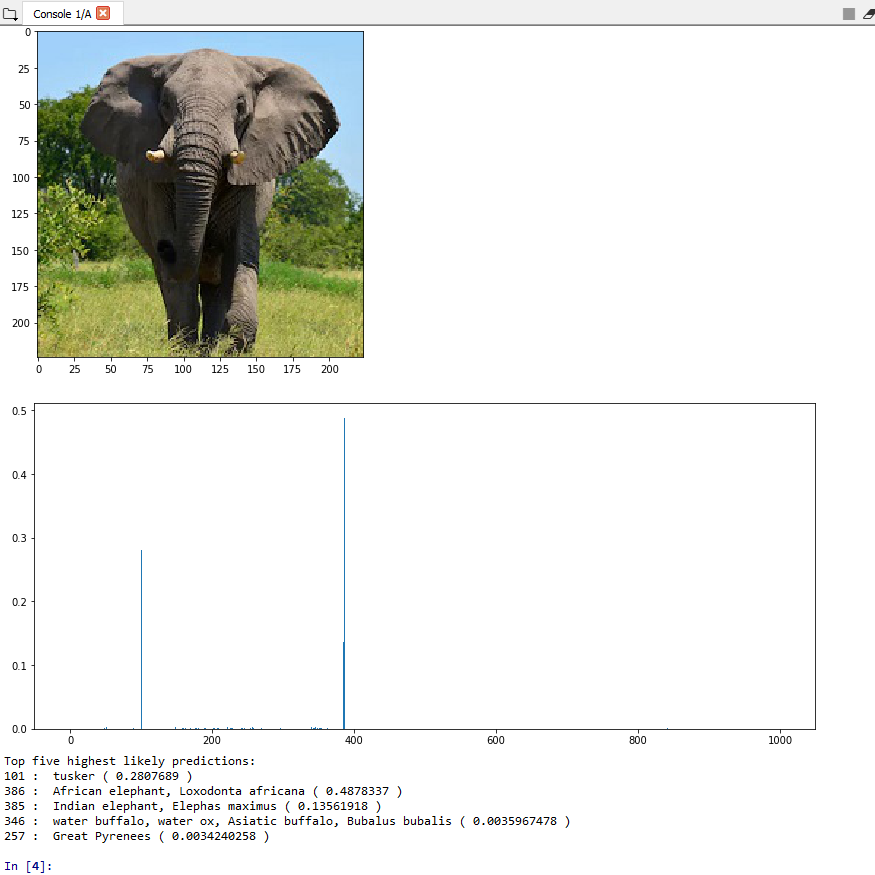 Console 1/A
0
25
50
75
100
125
150
175
200
0 25 50 75 100 125 150 175 200
0.5
0.4
0.3
0.2
0.1
0.0
0 200 400 600 800 1000
Top five highest likely predictions:
101 :  tusker ( 0.2807689 )
386 :  African elephant, Loxodonta africana ( 0.4878337 )
385 :  Indian elephant, Elephas maximus ( 0.13561918 )
346 :  water buffalo, water ox, Asiatic buffalo, Bubalus bubalis ( 0.0035967478 )
257 :  Great Pyrenees ( 0.0034240258 )
In [4]: